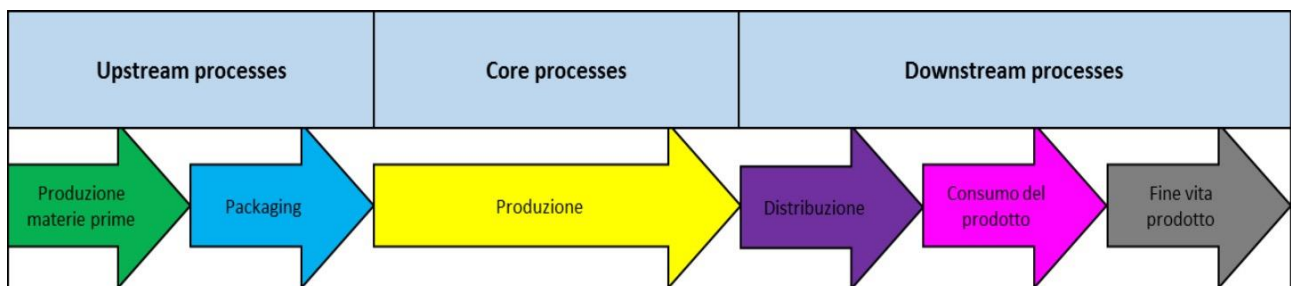 Upstream processes
Core processes
Downstream processes
Produzione
materie prime
Packaging
Produzione
Distribuzione
Consumo del
prodotto
Fine vita
prodotto